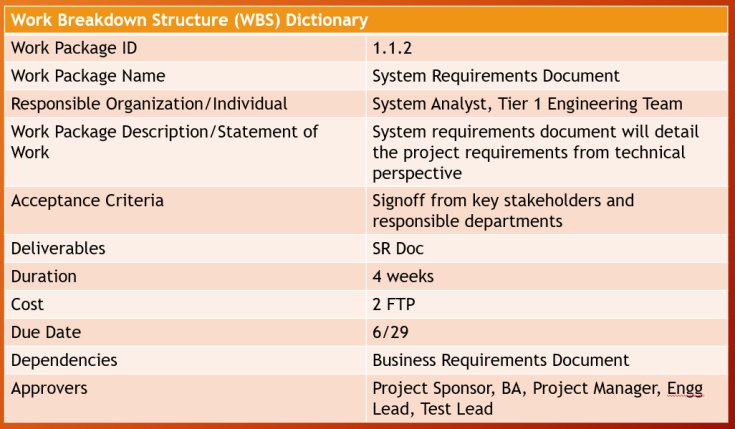 Work Breakdown Structure (WBS) Dictionary
Work Package ID 1.1.2
Work Package Name System Requirements Document
Responsible Organization/Individual System Analyst, Tier 1 Engineering Team
Work Package Description/Statement of
Work
System requirements document will detail
the project requirements from technical
perspective
Acceptance Criteria
Signoff from key stakeholders and
responsible departments
Deliverables SR Doc
Duration 4 weeks
Cost 2 FTP
Due Date 6/29
Dependencies Business Requirements Document
Approvers
Project Sponsor, BA, Project Manager, Engg
Lead, Test Lead